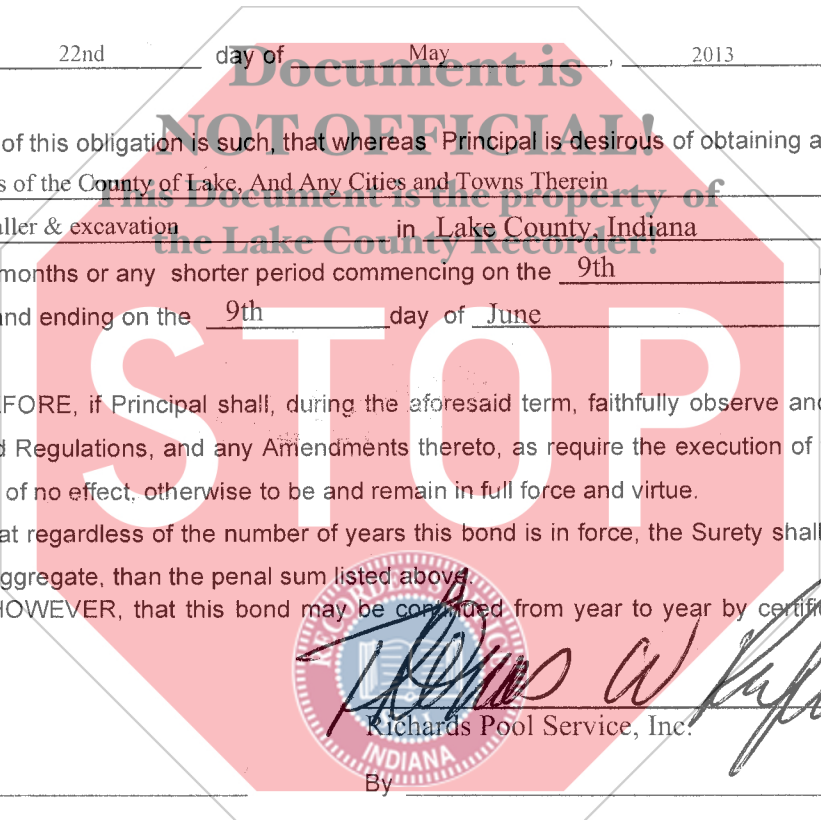 22nd day of May, 2013
Document is
of this obligation is such, that whereas Principal is desirous of obtaining a
NOT OFFICIAL!
s of the County of Lake, And Any Cities and Towns Therein
This Document is the property of
ller & excavation in Lake County, Indiana
the Lake County Recorder!
months or any shorter period commencing on the 9th
and ending on the 9th day of June
STOP
FORE, if Principal shall, during the aforesaid term, faithfully observe and
d Regulations, and any Amendments thereto, as require the execution of
of no effect, otherwise to be and remain in full force and virtue.
at regardless of the number of years this bond is in force, the Surety shall
ggregate, than the penal sum listed above.
HOWEVER, that this bond may be continued from year to year by certifi
Thomas W
Richards Pool Service, Inc.
INDIANA
By